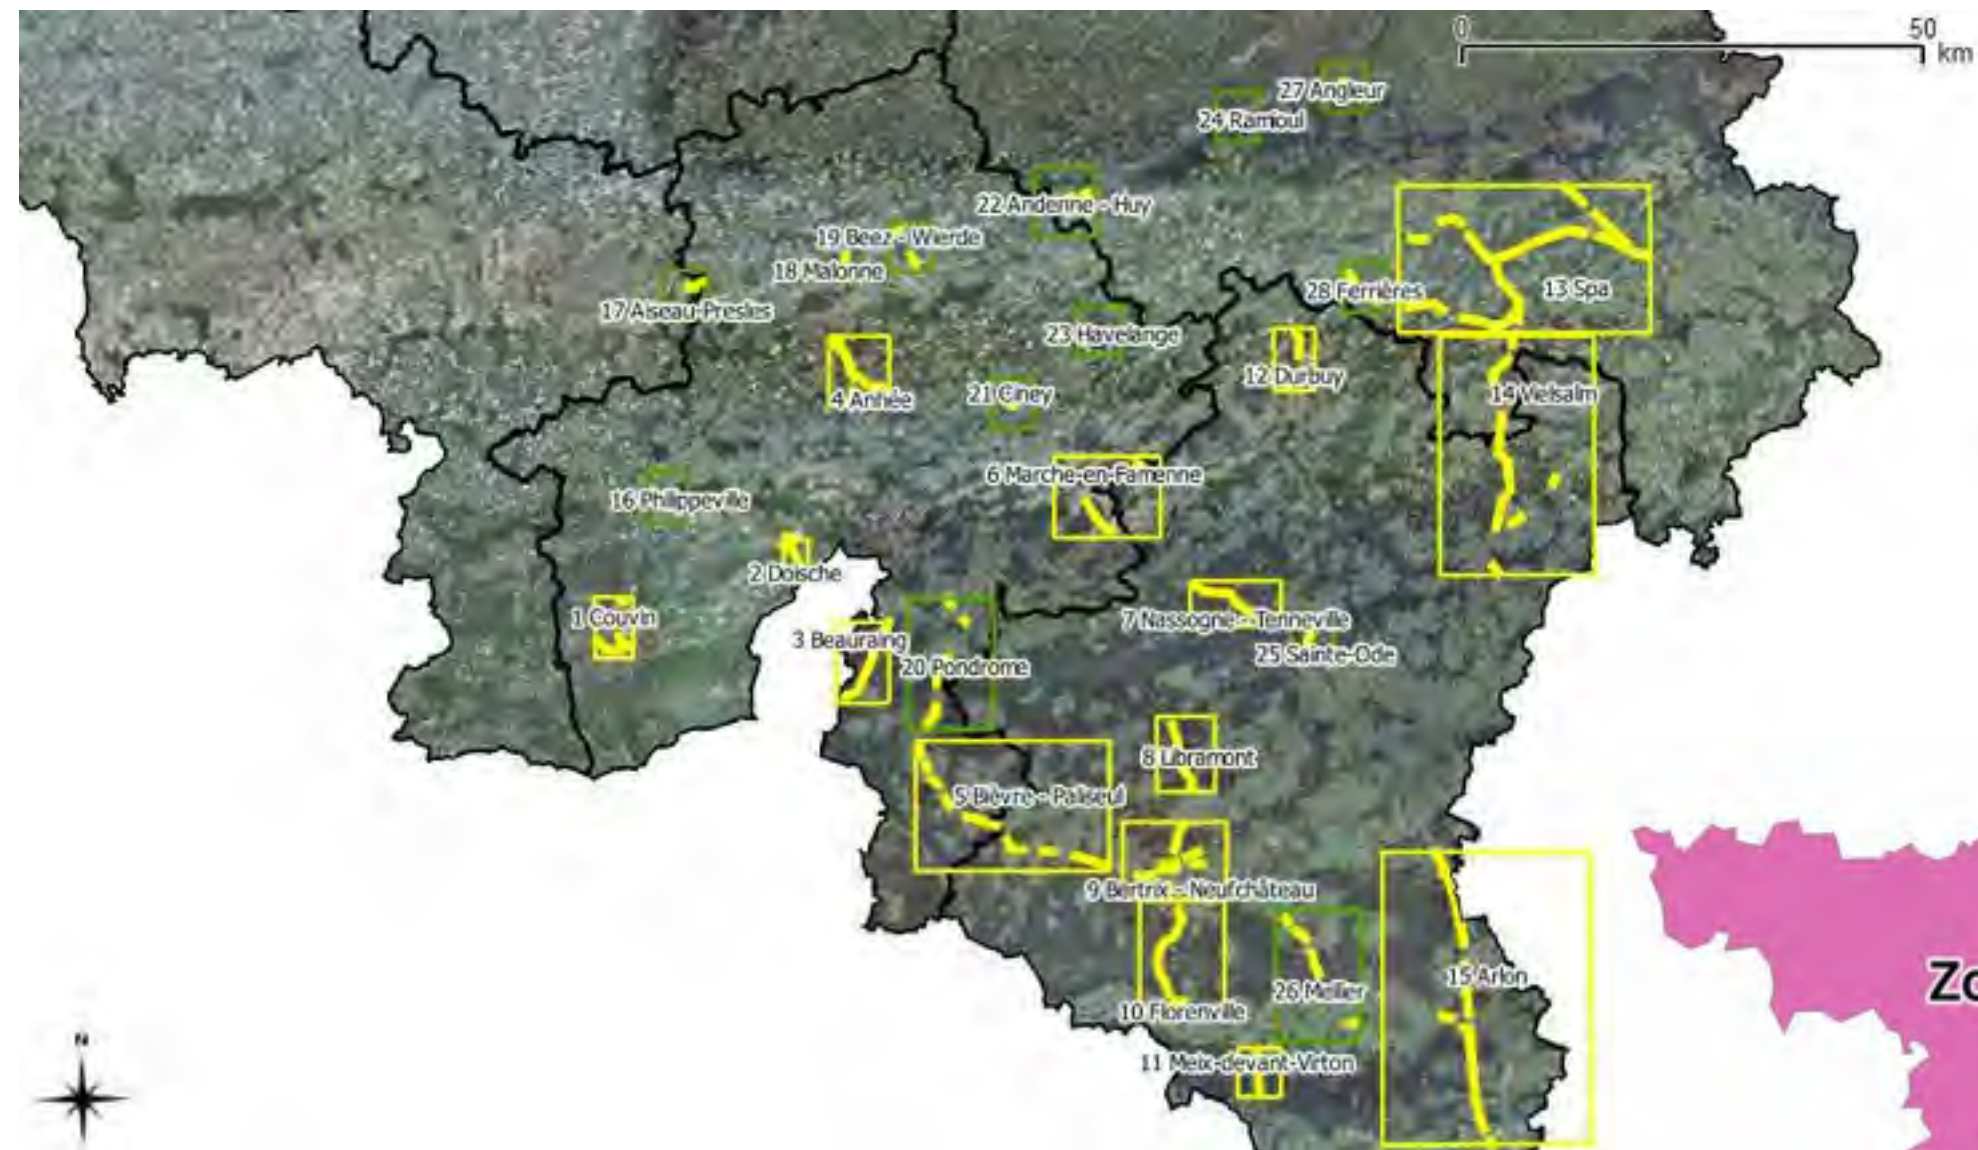 0 50
km
27 Angleur
24 Ramioul
22 Andenne - Huy
19 Beez - Wierde
18 Malonne
28 Ferrières
13 Spa
17 Aiseau-Presles
23 Havelange
12 Durbuy
4 Anhée
21 Ciney
14 Vielsalm
6 Marche-en-Famenne
16 Philippeville
2 Doische
1 Couvin
7 Nassogne - Tenneville
3 Beauraing
25 Sainte-Ode
20 Pondrome
8 Libramont
5 Bièvre - Paliseul
9 Bertrix - Neufchâteau
15 Arlon
Zo
26 Mellier
10 Florenville
N
11 Meix-devant-Virton